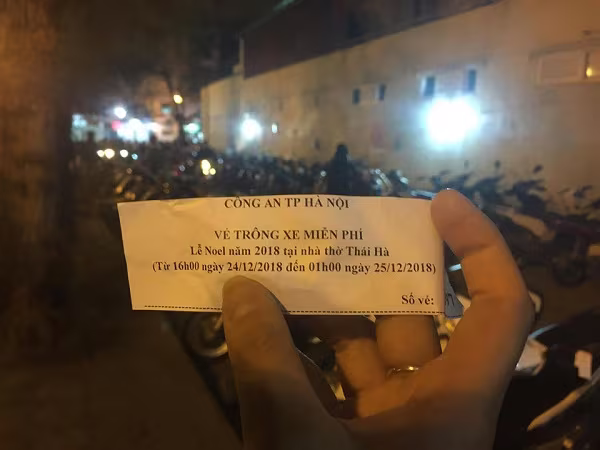 CÔNG AN TP HÀ NỘI
VÉ TRÔNG XE MIỄN PHÍ
Lễ Noel năm 2018 tại nhà thờ Thái Hà
(Từ 16h00 ngày 24/12/2018 đến 01h00 ngày 25/12/2018)
Số vé: